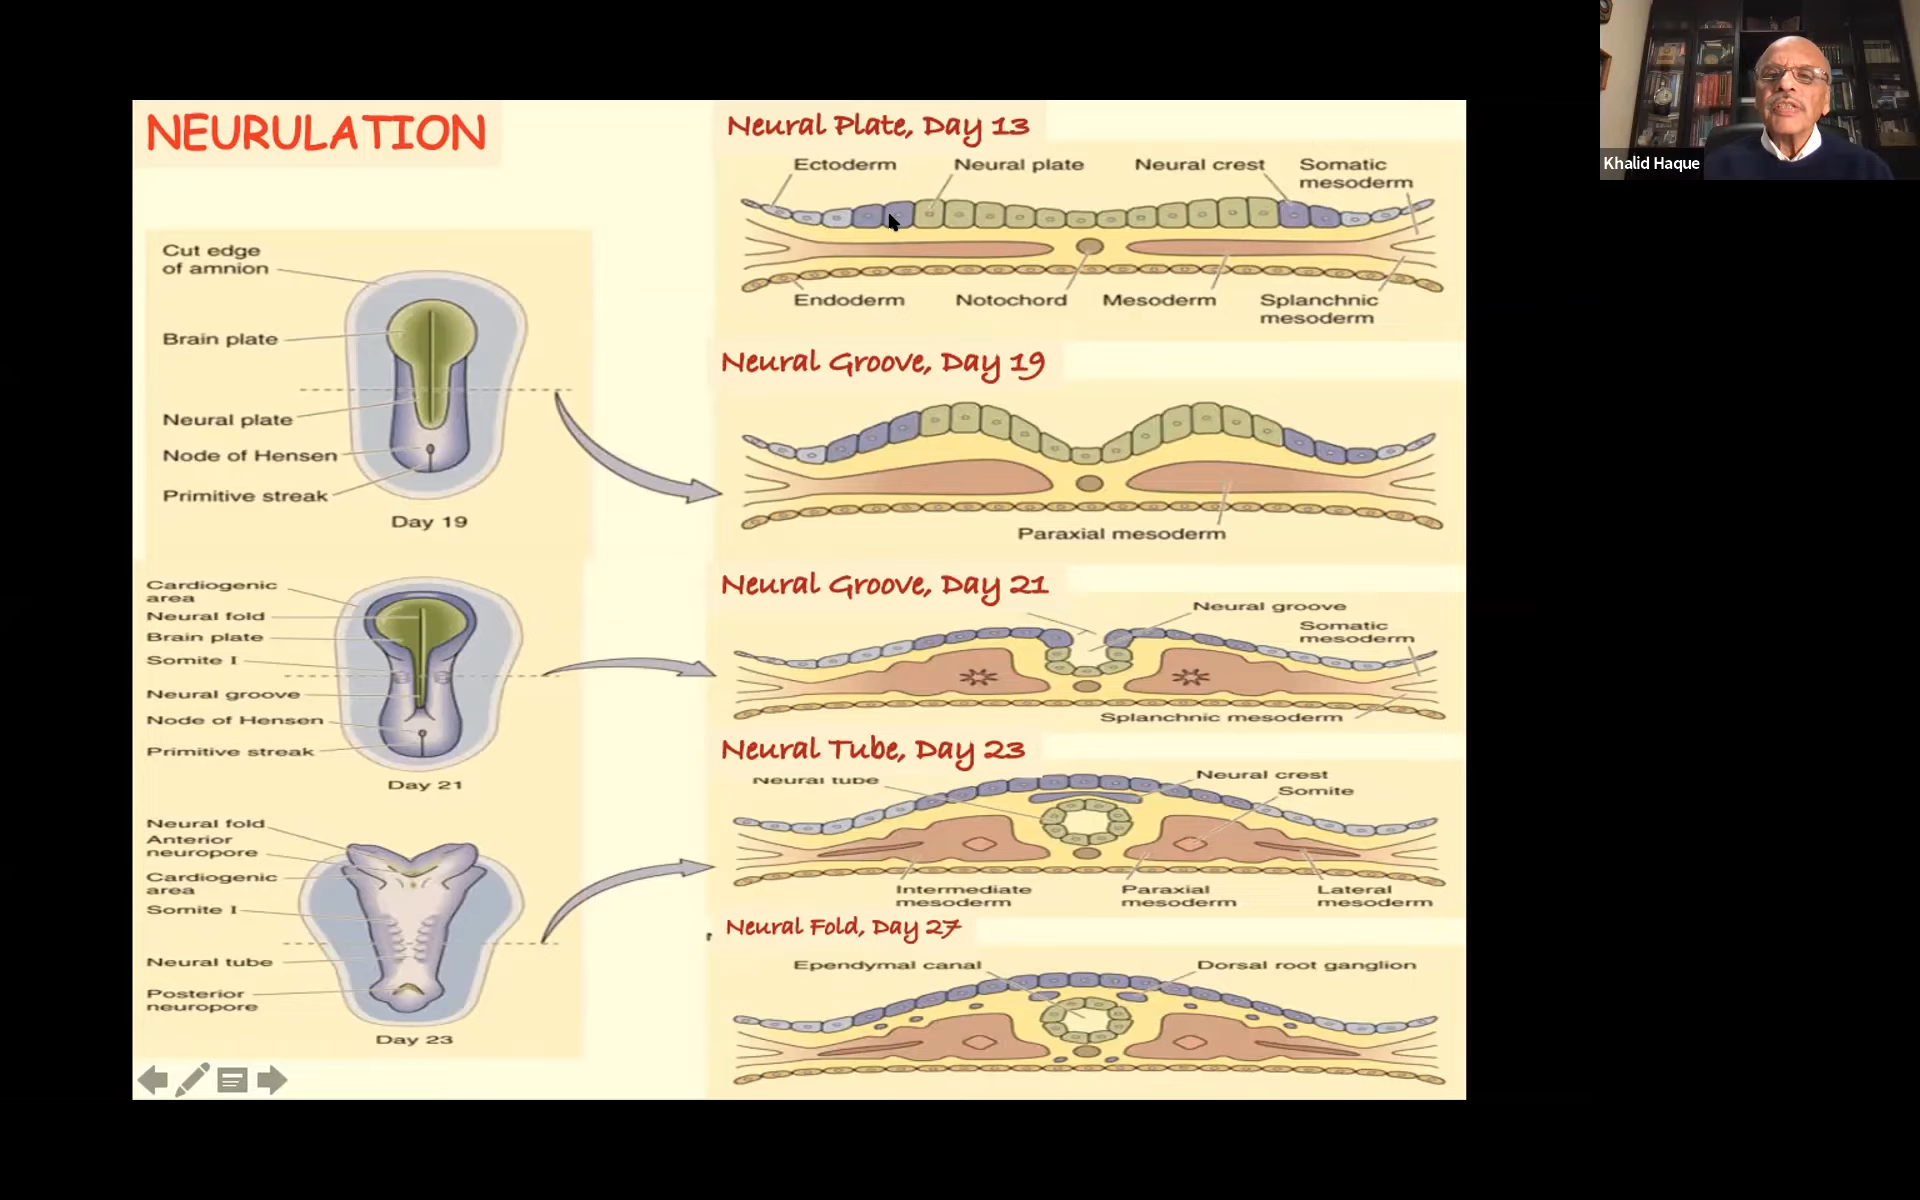 NEURULATION
Cut edge
of amnion
Brain plate
Neural plate
Node of Hensen
Primitive streak
Day 19
Cardiogenic
area
Neural fold
Brain plate
Somite I
Neural groove
Node of Hensen
Primitive streak
Day 21
Neural fold
Anterior
neuropore
Cardiogenic
area
Somite I
Neural tube
Posterior
neuropore
Day 23
Neural Plate, Day 13
Ectoderm
Neural plate
Neural crest
Somatic
mesoderm
Endoderm
Notochord
Mesoderm
Splanchnic
mesoderm
Neural Groove, Day 19
Paraxial mesoderm
Neural Groove, Day 21
Neural groove
Somatic
mesoderm
Splanchnic mesoderm
Neural Tube, Day 23
Neural tube
Neural crest
Somite
Intermediate
mesoderm
Paraxial
mesoderm
Lateral
mesoderm
Neural Fold, Day 27
Ependymal canal
Dorsal root ganglion
Khalid Haque